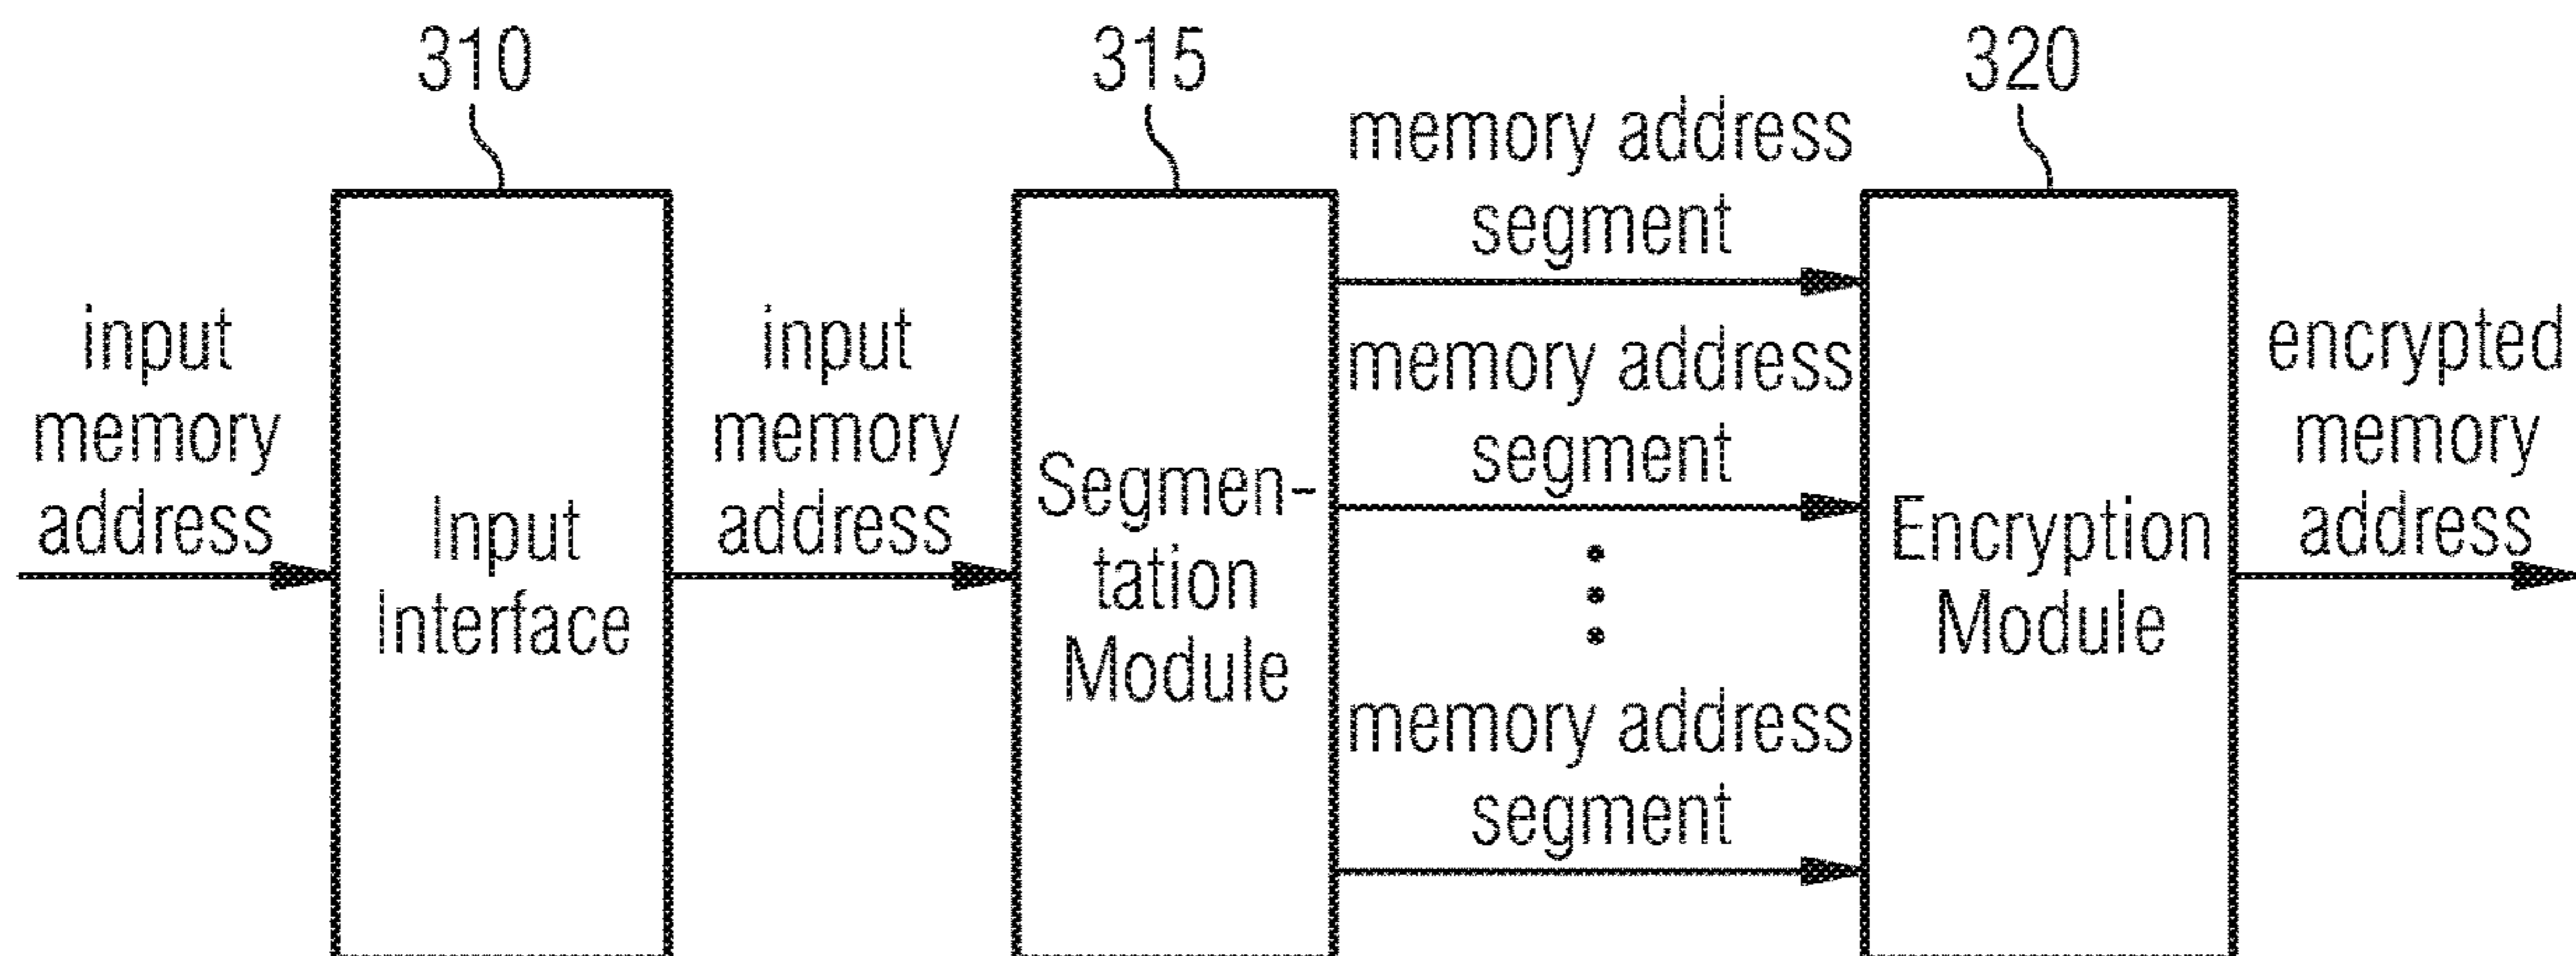 310
315
320
input
memory
address
Input
Interface
input
memory
address
Segmen-
tation
Module
memory address
segment
memory address
segment
memory address
segment
Encryption
Module
encrypted
memory
address